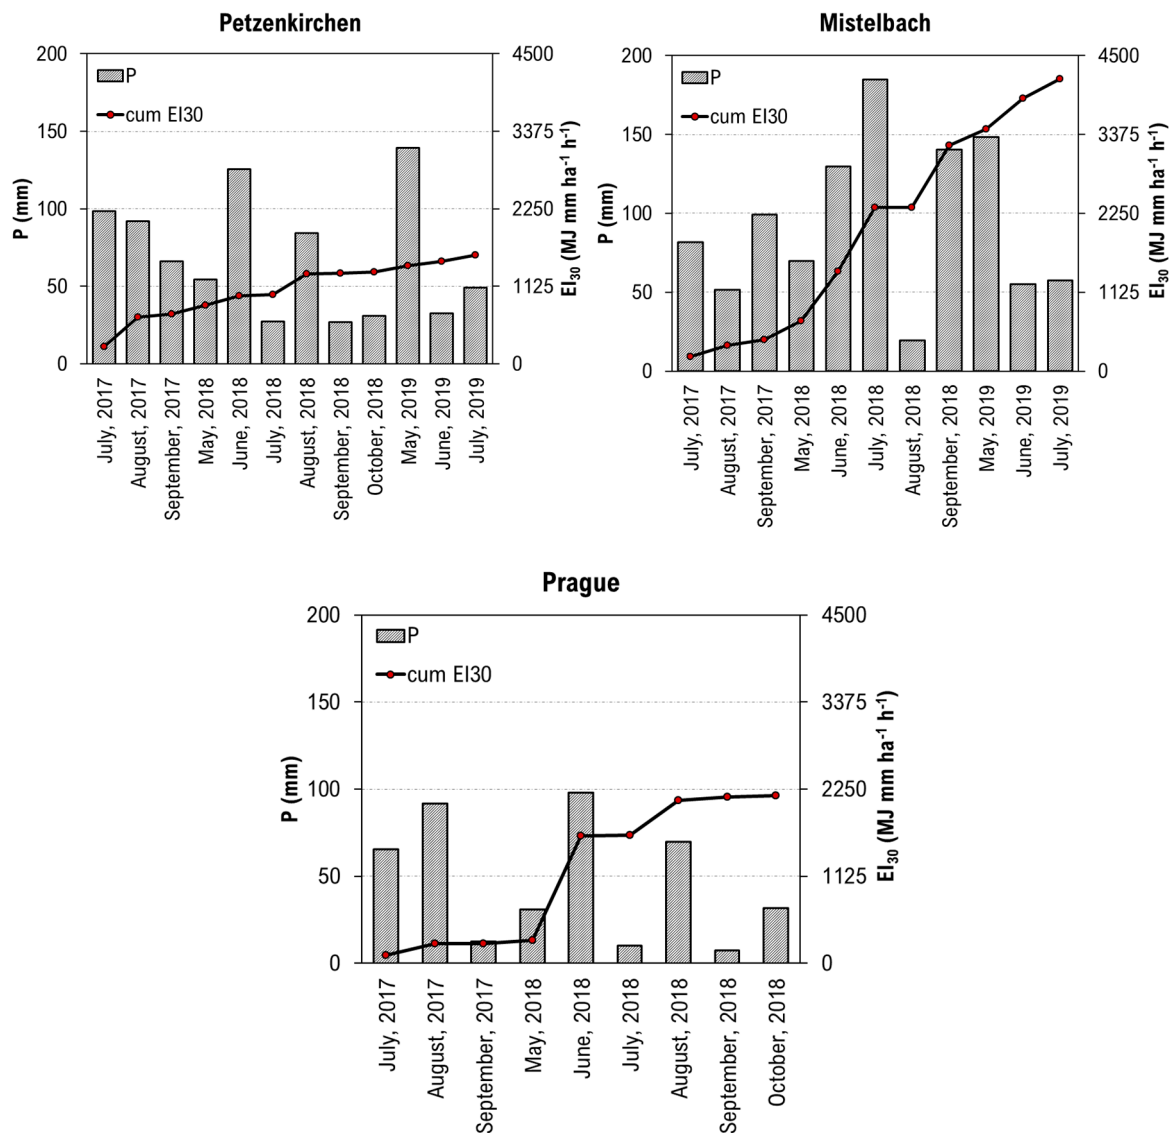 Petzenkirchen
200
150
100
50
0
P (mm)
P
cum EI30
4500
3375
2250
1125
0
EI30 (MJ mm ha-1 h-1)
July, 2017
August, 2017
September, 2017
May, 2018
June, 2018
July, 2018
August, 2018
September, 2018
October, 2018
May, 2019
June, 2019
July, 2019
Mistelbach
200
150
100
50
0
P (mm)
P
cum EI30
4500
3375
2250
1125
0
EI30 (MJ mm ha-1 h-1)
July, 2017
August, 2017
September, 2017
May, 2018
June, 2018
July, 2018
August, 2018
September, 2018
May, 2019
June, 2019
July, 2019
Prague
200
150
100
50
0
P (mm)
P
cum EI30
4500
3375
2250
1125
0
EI30 (MJ mm ha-1 h-1)
July, 2017
August, 2017
September, 2017
May, 2018
June, 2018
July, 2018
August, 2018
September, 2018
October, 2018